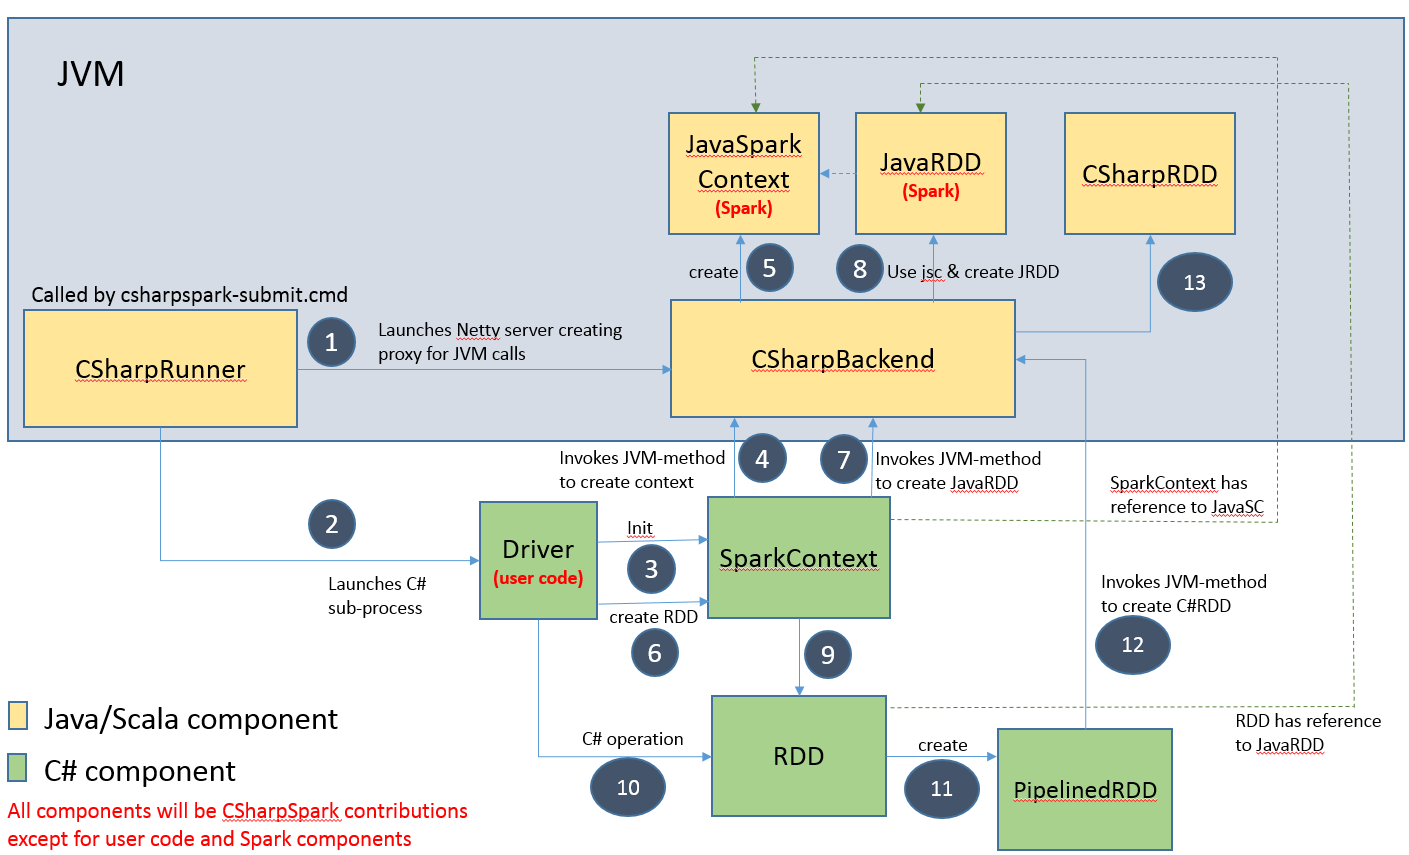 JVM
JavaSpark
Context
(Spark)
JavaRDD
(Spark)
CSharpRDD
create
5
8
Use jsc & create JRDD
13
Called by csharpspark-submit.cmd
CSharpRunner
1
Launches Netty server creating
proxy for JVM calls
CSharpBackend
Invokes JVM-method
to create context
4
7
Invokes JVM-method
to create JavaRDD
SparkContext has
reference to JavaSC
2
Launches C#
sub-process
Driver
(user code)
Init
3
create RDD
6
SparkContext
Invokes JVM-method
to create C#RDD
12
9
C# operation
10
RDD
create
11
PipelinedRDD
RDD has reference
to JavaRDD
Java/Scala component
C# component
All components will be CSharpSpark contributions
except for user code and Spark components